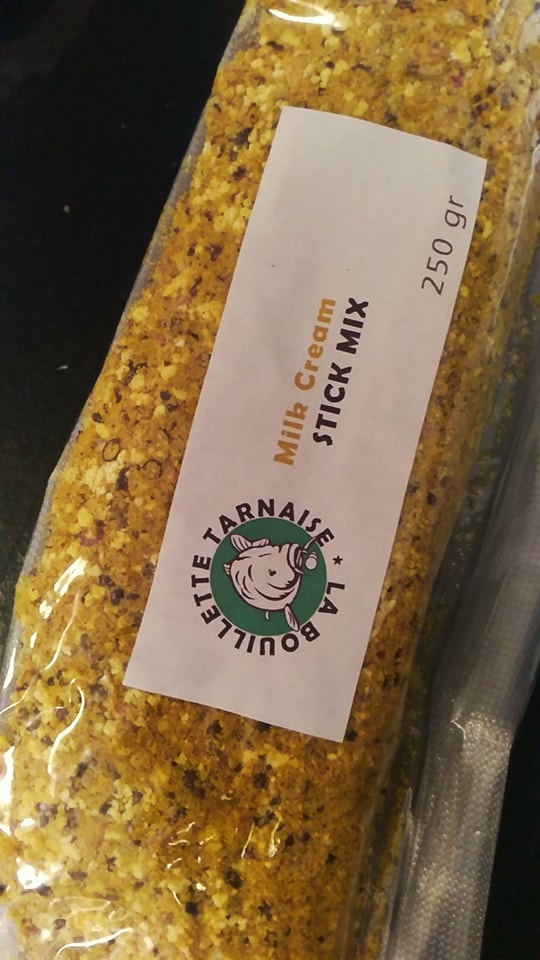 250 gr
Milk Cream
STICK MIX
LA BOUILLETTE TARNAISE *